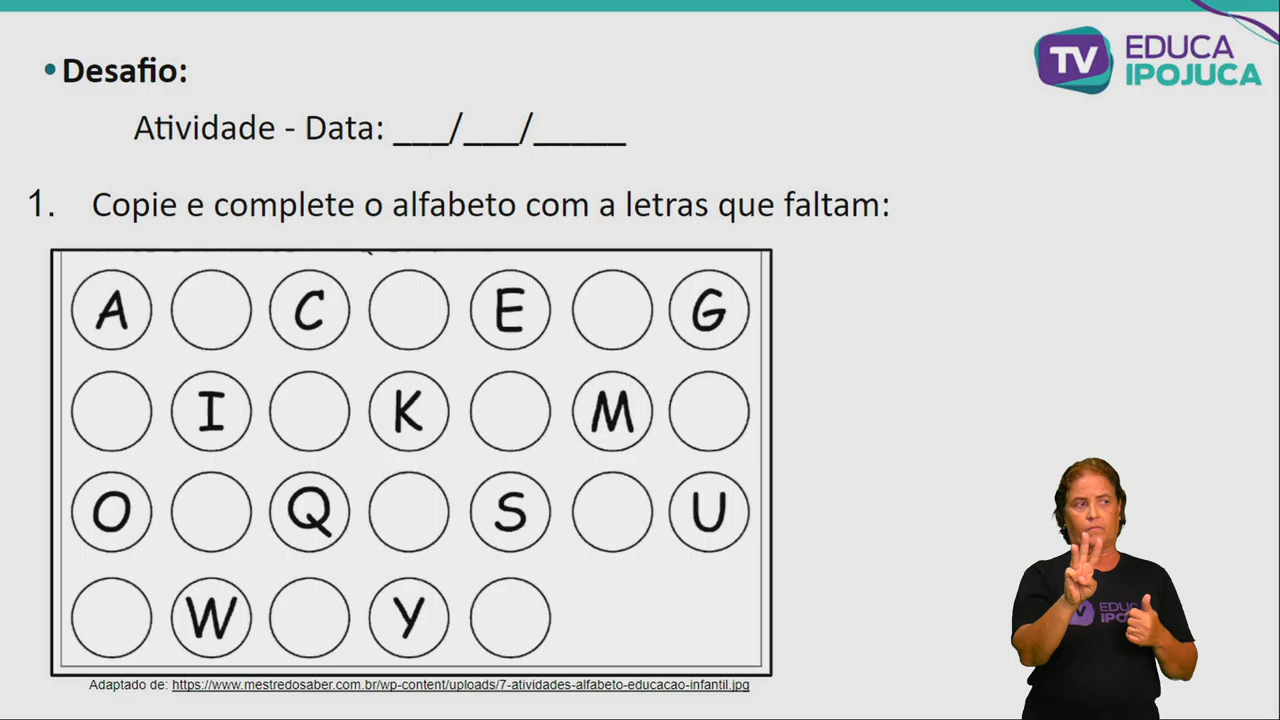 • Desafio:
TV EDUCA
IPOJUCA
Atividade - Data: ___/___/_____
1. Copie e complete o alfabeto com a letras que faltam:
A C E G
I K M
O Q S U
W Y
Adaptado de: https://www.mestredosaber.com.br/wp-content/uploads/7-atividades-alfabeto-educacao-infantil.jpg